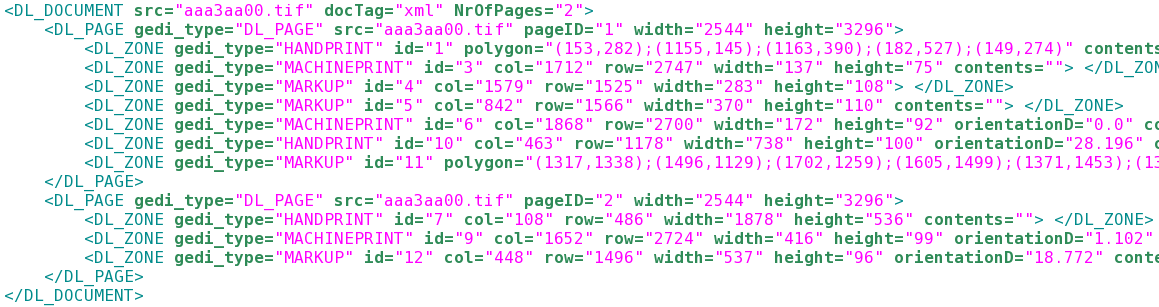 <DL_DOCUMENT src="aaa3aa00.tif" docTag="xml" NrOfPages="2">
    <DL_PAGE gedi_type="DL_PAGE" src="aaa3aa00.tif" pageID="1" width="2544" height="3296">
        <DL_ZONE gedi_type="HANDPRINT" id="1" polygon="(153,282);(1155,145);(1163,390);(182,527);(149,274)" contents
        <DL_ZONE gedi_type="MACHINEPRINT" id="3" col="1712" row="2747" width="137" height="75" contents=""> </DL_ZON
        <DL_ZONE gedi_type="MARKUP" id="4" col="1579" row="1525" width="283" height="108"> </DL_ZONE>
        <DL_ZONE gedi_type="MARKUP" id="5" col="842" row="1566" width="370" height="110" contents=""> </DL_ZONE>
        <DL_ZONE gedi_type="MACHINEPRINT" id="6" col="1868" row="2700" width="172" height="92" orientationD="0.0" co
        <DL_ZONE gedi_type="HANDPRINT" id="10" col="463" row="1178" width="738" height="100" orientationD="28.196" c
        <DL_ZONE gedi_type="MARKUP" id="11" polygon="(1317,1338);(1496,1129);(1702,1259);(1605,1499);(1371,1453);(13
    </DL_PAGE>
    <DL_PAGE gedi_type="DL_PAGE" src="aaa3aa00.tif" pageID="2" width="2544" height="3296">
        <DL_ZONE gedi_type="HANDPRINT" id="7" col="108" row="486" width="1878" height="536" contents=""> </DL_ZONE>
        <DL_ZONE gedi_type="MACHINEPRINT" id="9" col="1652" row="2724" width="416" height="99" orientationD="1.102"
        <DL_ZONE gedi_type="MARKUP" id="12" col="448" row="1496" width="537" height="96" orientationD="18.772" conte
    </DL_PAGE>
</DL_DOCUMENT>